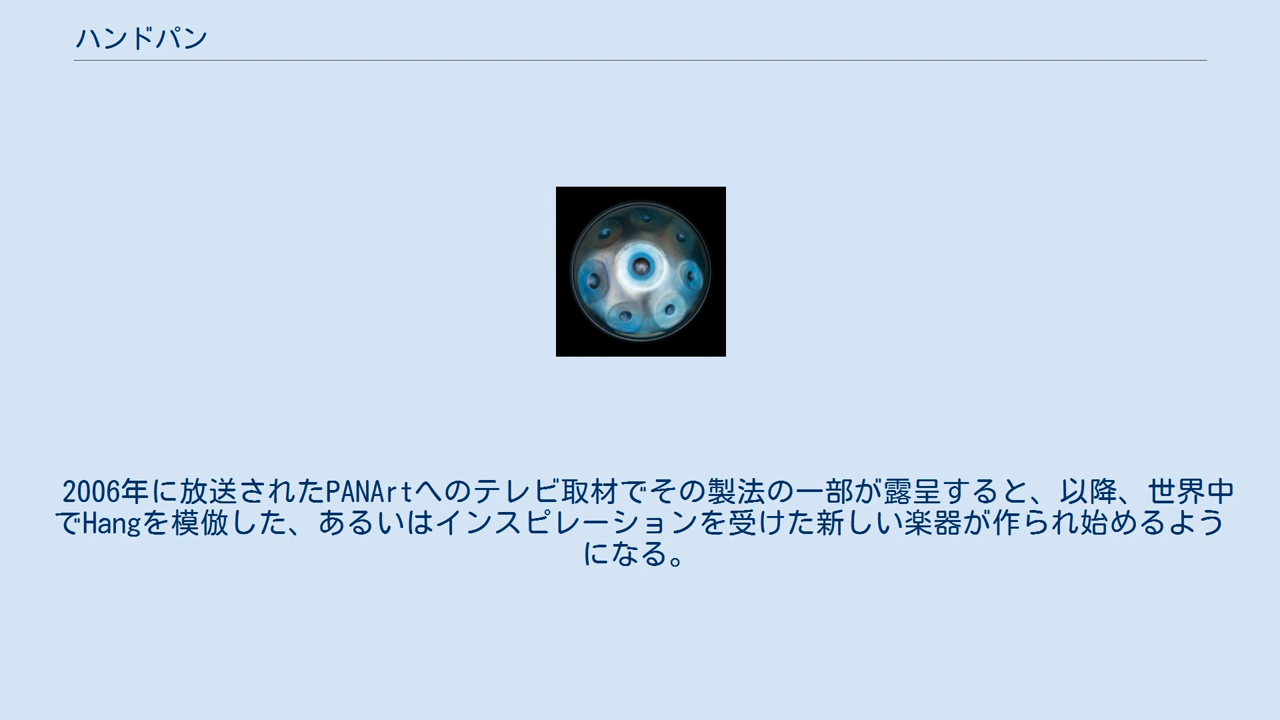 ハンドパン
2006年に放送されたPANArtへのテレビ取材でその製法の一部が露呈すると、以降、世界中
でHangを模倣した、あるいはインスピレーションを受けた新しい楽器が作られ始めるよう
になる。